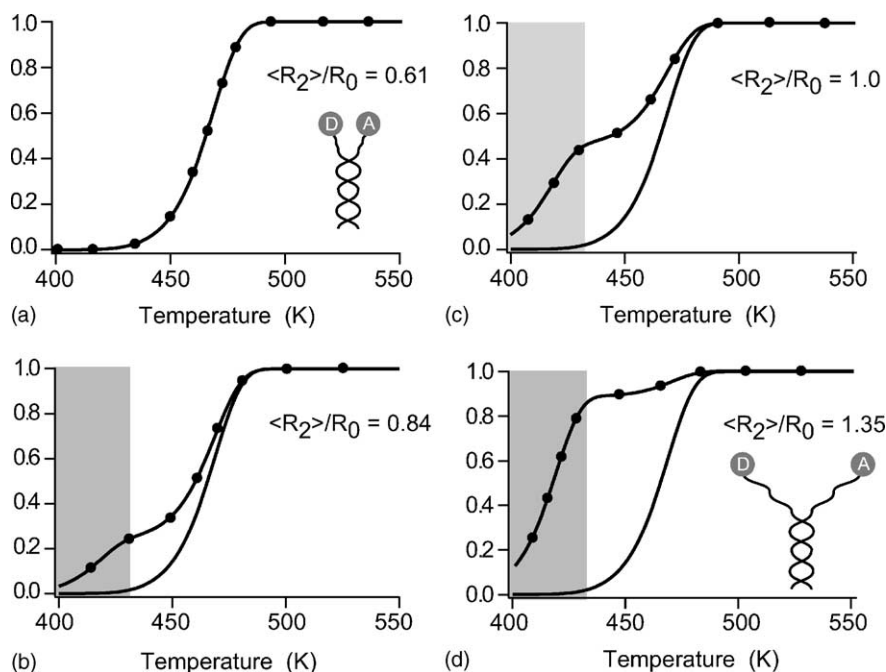 1.0
0.8
0.6
0.4
0.2
0.0
400 450 500 550
<R2>/R0 = 0.61
D A
(a) Temperature (K)
1.0
0.8
0.6
0.4
0.2
0.0
400 450 500 550
<R2>/R0 = 0.84
(b) Temperature (K)
1.0
0.8
0.6
0.4
0.2
0.0
400 450 500 550
<R2>/R0 = 1.0
(c) Temperature (K)
1.0
0.8
0.6
0.4
0.2
0.0
400 450 500 550
<R2>/R0 = 1.35
D A
(d) Temperature (K)